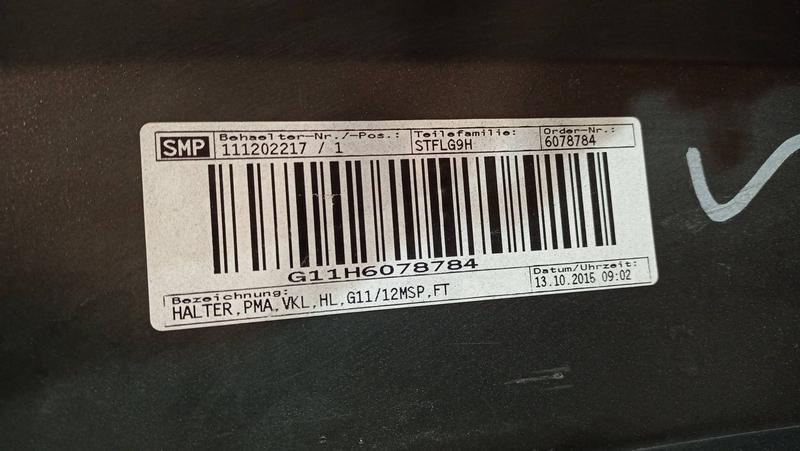 SMP
Behaelter-Nr./-Pos.:
111202217 / 1
Teilefamilie:
STFLG9H
Order-Nr.:
6078784
G11H6078784
Bezeichnung:
HALTER,PMA,VKL,HL,G11/12MSP,FT
Datum/Uhrzeit:
13.10.2016 09:02